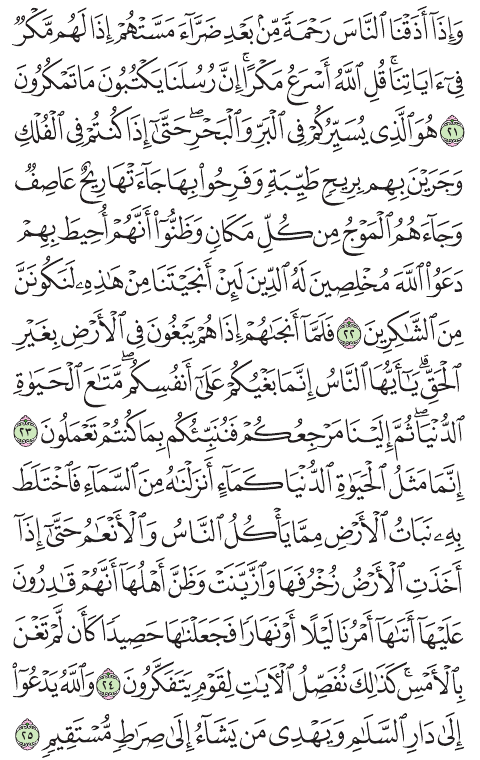 وَإِذَآ أَذَقْنَا ٱلنَّاسَ رَحْمَةً مِّنۢ بَعْدِ ضَرَّآءَ مَسَّتْهُمْ إِذَا لَهُم مَّكْرٌ
فِىٓ ءَايَاتِنَا ۚ قُلِ ٱللَّهُ أَسْرَعُ مَكْرًا ۚ إِنَّ رُسُلَنَا يَكْتُبُونَ مَا تَمْكُرُونَ
٢١ هُوَ ٱلَّذِى يُسَيِّرُكُمْ فِى ٱلْبَرِّ وَٱلْبَحْرِ ۖ حَتَّىٰٓ إِذَا كُنتُمْ فِى ٱلْفُلْكِ
وَجَرَيْنَ بِهِم بِرِيحٍ طَيِّبَةٍ وَفَرِحُوا۟ بِهَا جَآءَتْهَا رِيحٌ عَاصِفٌ
وَجَآءَهُمُ ٱلْمَوْجُ مِن كُلِّ مَكَانٍ وَظَنُّوٓا۟ أَنَّهُمْ أُحِيطَ بِهِمْ
دَعَوُا۟ ٱللَّهَ مُخْلِصِينَ لَهُ ٱلدِّينَ لَئِنْ أَنجَيْتَنَا مِنْ هَـٰذِهِۦ لَنَكُونَنَّ
مِنَ ٱلشَّـٰكِرِينَ ٢٢ فَلَمَّآ أَنجَىٰهُمْ إِذَا هُمْ يَبْغُونَ فِى ٱلْأَرْضِ بِغَيْرِ
ٱلْحَقِّ ۗ يَـٰٓأَيُّهَا ٱلنَّاسُ إِنَّمَا بَغْيُكُمْ عَلَىٰٓ أَنفُسِكُم ۖ مَّتَـٰعَ ٱلْحَيَوٰةِ
ٱلدُّنْيَا ۖ ثُمَّ إِلَيْنَا مَرْجِعُكُمْ فَنُنَبِّئُكُم بِمَا كُنتُمْ تَعْمَلُونَ ٢٣
إِنَّمَا مَثَلُ ٱلْحَيَوٰةِ ٱلدُّنْيَا كَمَآءٍ أَنزَلْنَـٰهُ مِنَ ٱلسَّمَآءِ فَٱخْتَلَطَ
بِهِۦ نَبَاتُ ٱلْأَرْضِ مِمَّا يَأْكُلُ ٱلنَّاسُ وَٱلْأَنْعَـٰمُ حَتَّىٰٓ إِذَآ
أَخَذَتِ ٱلْأَرْضُ زُخْرُفَهَا وَٱزَّيَّنَتْ وَظَنَّ أَهْلُهَآ أَنَّهُمْ قَـٰدِرُونَ
عَلَيْهَآ أَتَىٰهَآ أَمْرُنَا لَيْلًا أَوْ نَهَارًا فَجَعَلْنَـٰهَا حَصِيدًا كَأَن لَّمْ تَغْنَ
بِٱلْأَمْسِ ۚ كَذَٰلِكَ نُفَصِّلُ ٱلْـَٔايَـٰتِ لِقَوْمٍ يَتَفَكَّرُونَ ٢٤ وَٱللَّهُ يَدْعُوٓا۟
إِلَىٰ دَارِ ٱلسَّلَـٰمِ وَيَهْدِى مَن يَشَآءُ إِلَىٰ صِرَٰطٍ مُّسْتَقِيمٍ ٢٥